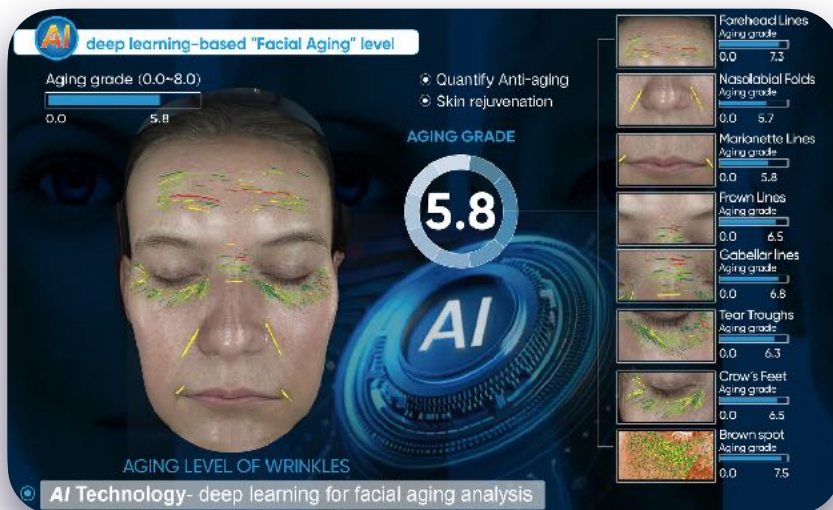 AI deep learning-based "Facial Aging" level
Aging grade (0.0~8.0)
0.0 5.8
Quantify Anti-aging
Skin rejuvenation
AGING GRADE
5.8
AI
AGING LEVEL OF WRINKLES
AI Technology- deep learning for facial aging analysis
Farehead Lines
Aging grade
0.0 7.3
Nasolabial Folds
Aging grade
0.0 5.7
Marionette Lines
Aging grade
0.0 5.8
Frown Lines
Aging grade
0.0 6.5
Gabellar lines
Aging grade
0.0 6.8
Tear Troughs
Aging grade
0.0 6.3
Crow's Feet
Aging grade
0.0 6.5
Brown spot
Aging grade
0.0 7.5